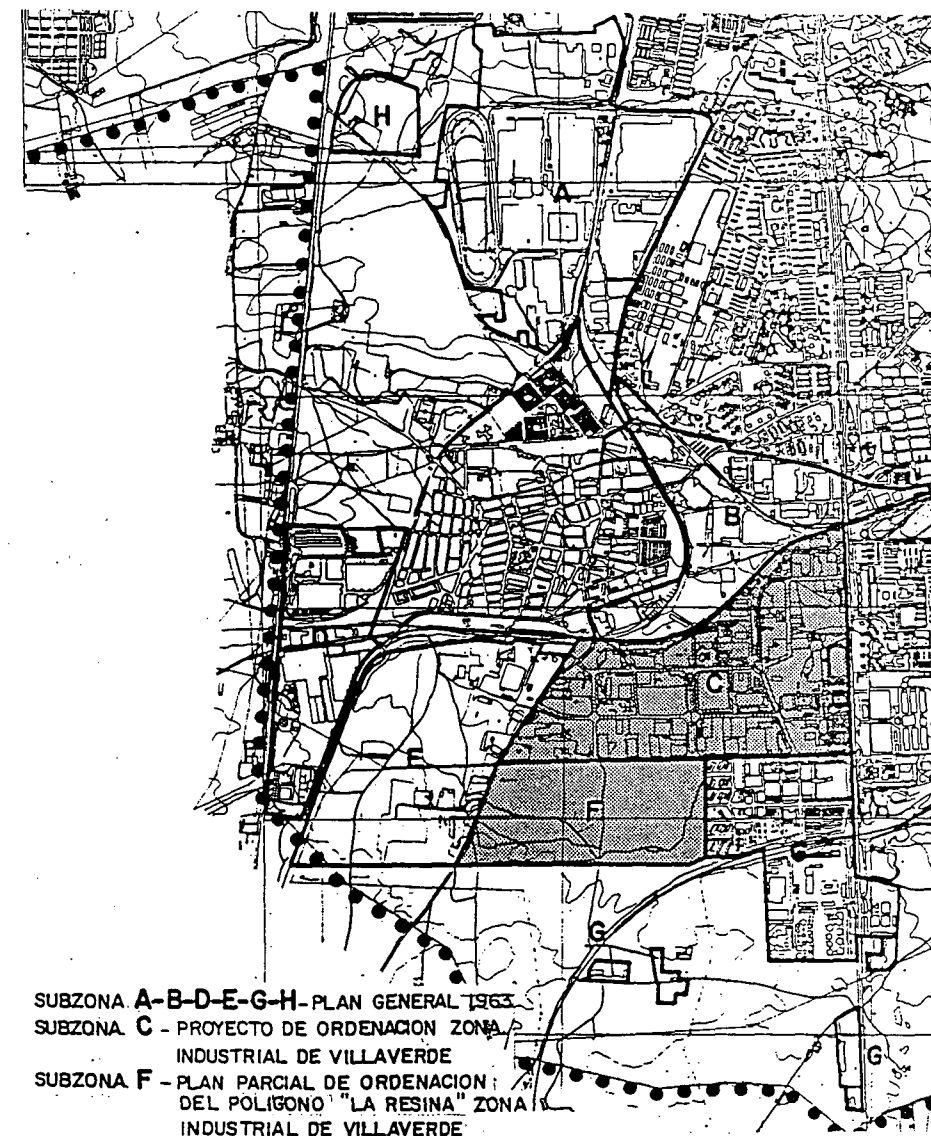 H
A
B
C
E
F
G
G
SUBZONA A-B-D-E-G-H-PLAN GENERAL 1963
SUBZONA C - PROYECTO DE ORDENACION ZONA
INDUSTRIAL DE VILLAVERDE
SUBZONA F - PLAN PARCIAL DE ORDENACION
DEL POLIGONO "LA RESINA" ZONA
INDUSTRIAL DE VILLAVERDE